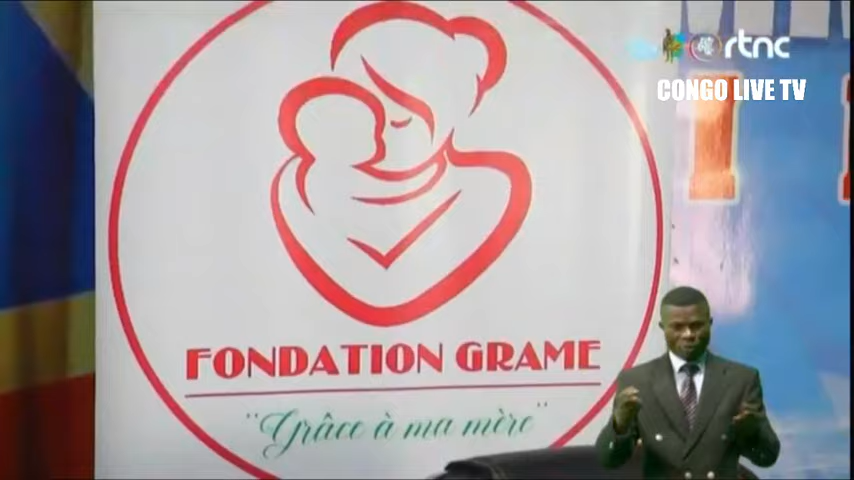 rtnc
CONGO LIVE TV
FONDATION GRAME
"Grâce à ma mère"